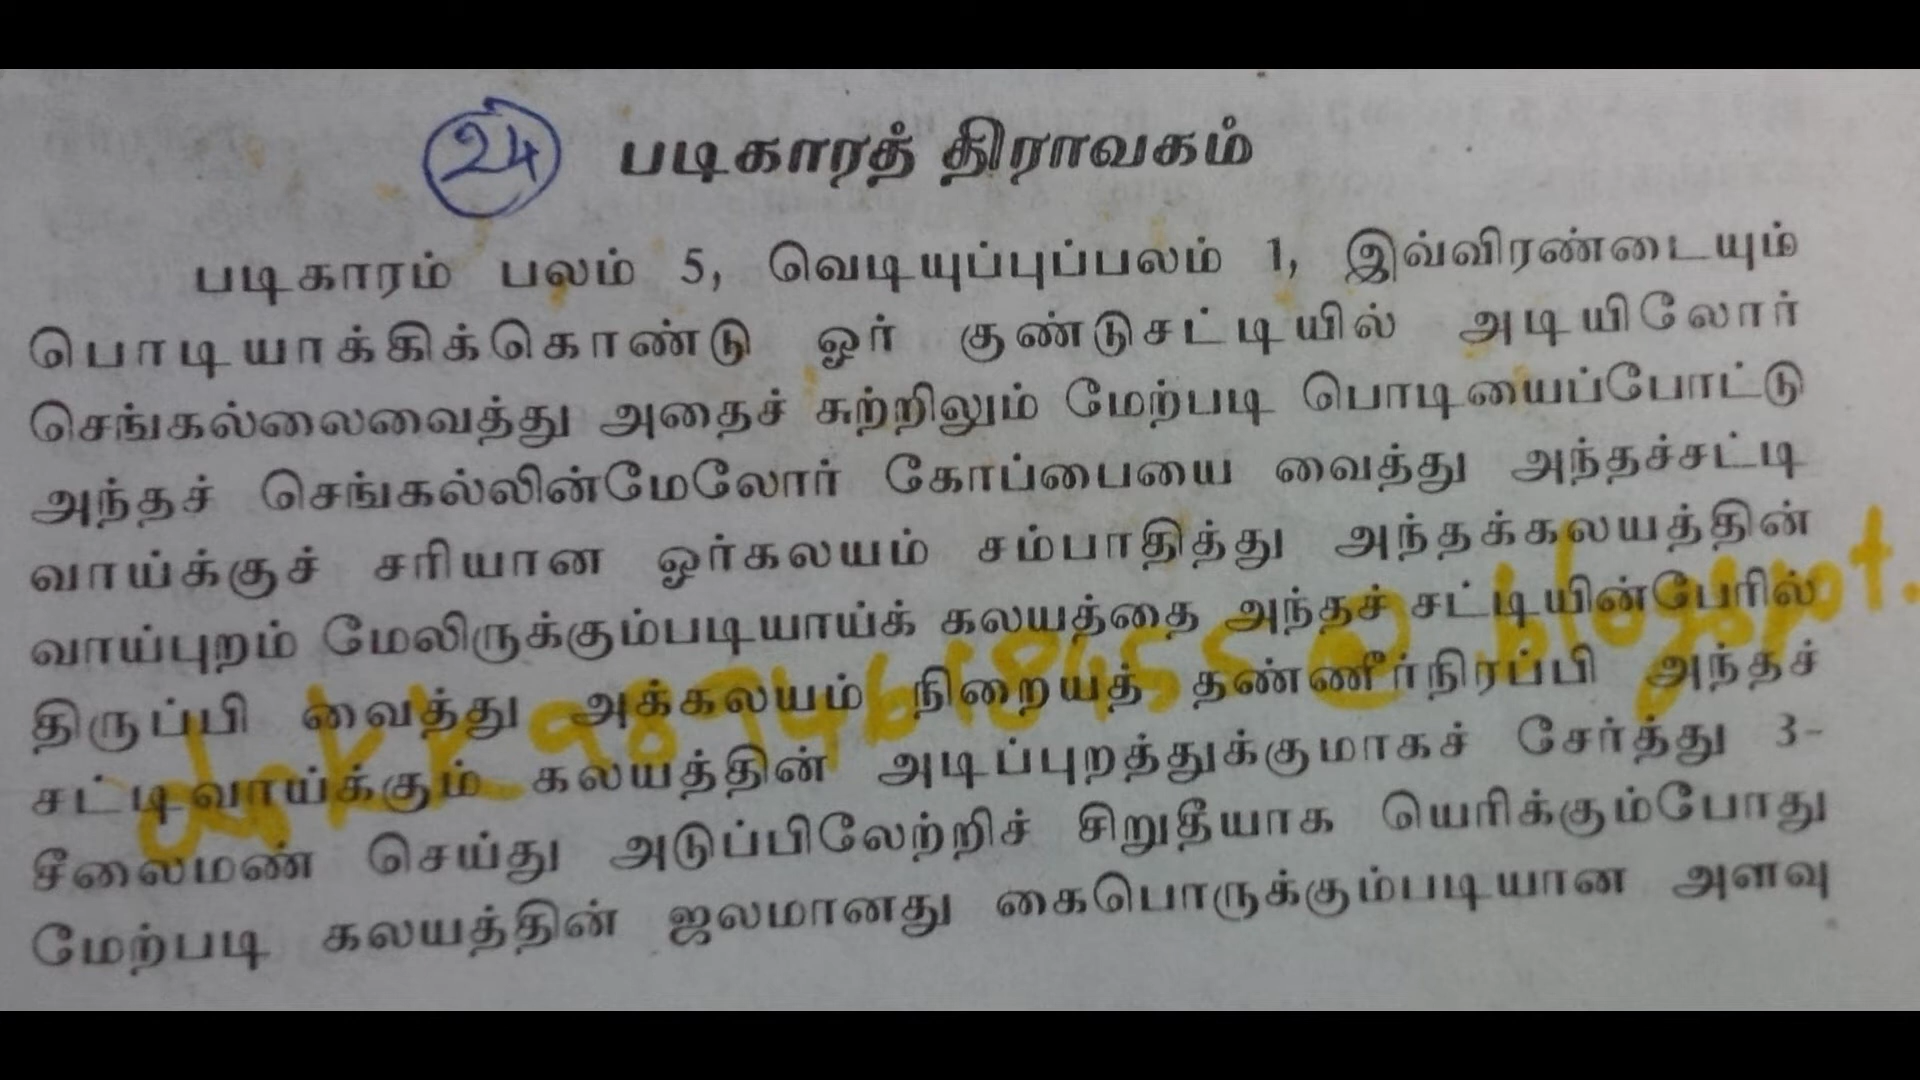 24 படிகாரத் திராவகம்
படிகாரம் பலம் 5, வெடியுப்புப்பலம் 1, இவ்விரண்டையும்
பொடியாக்கிக்கொண்டு ஓர் குண்டுசட்டியில் அடியிலோர்
செங்கல்லைவைத்து அதைச் சுற்றிலும் மேற்படி பொடியைப்போட்டு
அந்தச் செங்கல்லின்மேலோர் கோப்பையை வைத்து அந்தச்சட்டி
வாய்க்குச் சரியான ஓர்கலயம் சம்பாதித்து அந்தக்கலயத்தின்
வாய்புறம் மேலிருக்கும்படியாய்க் கலயத்தை அந்தச் சட்டியின்பேரில்
திருப்பி வைத்து அக்கலயம் நிறையத் தண்ணீர்நிரப்பி அந்தச்
சட்டிவாய்க்கும் கலயத்தின் அடிப்புறத்துக்குமாகச் சேர்த்து 3-
சீலைமண் செய்து அடுப்பிலேற்றிச் சிறுதீயாக யெரிக்கும்போது
மேற்படி கலயத்தின் ஜலமானது கைபொருக்கும்படியான அளவு